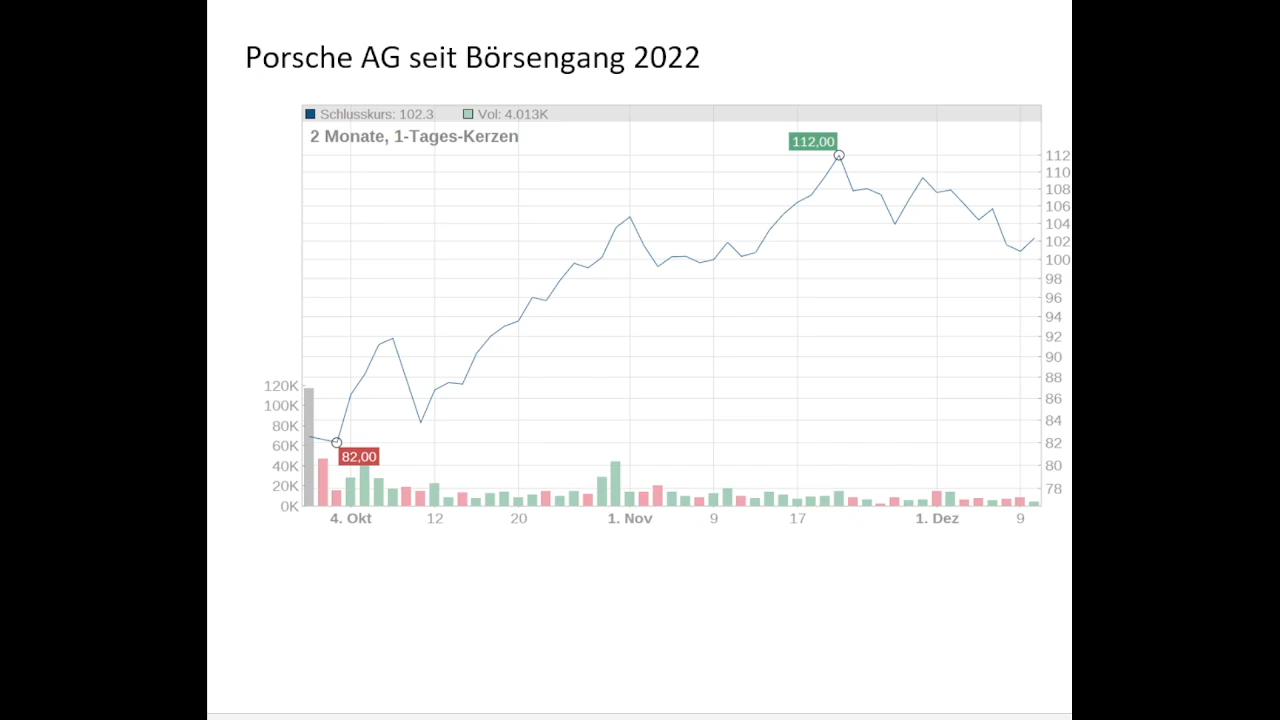 Porsche AG seit Börsengang 2022
Schlusskurs: 102.3 Vol: 4.013K
2 Monate, 1-Tages-Kerzen
112,00
112
110
108
106
104
102
100
98
96
94
92
90
88
86
84
82
80
78
120K
100K
80K
60K
40K
20K
0K
82,00
4. Okt 12 20 1. Nov 9 17 1. Dez 9